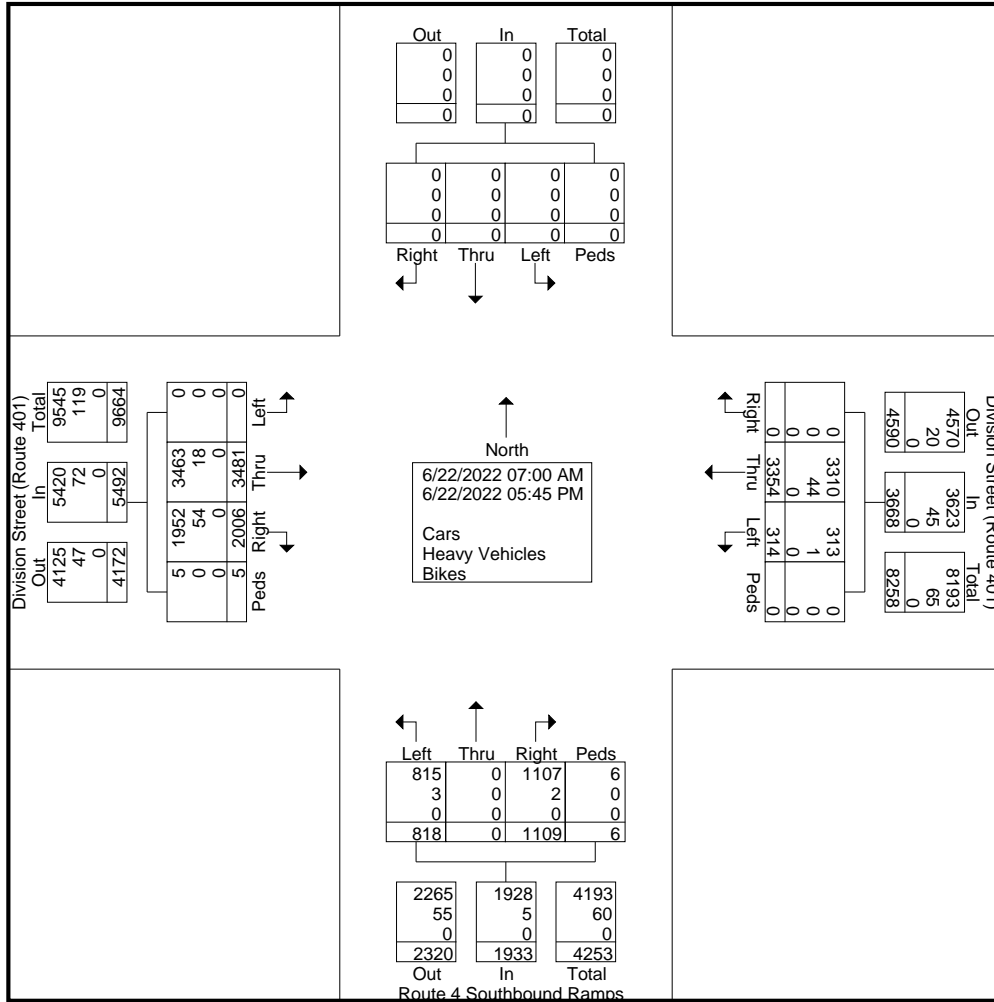 Out In Total
0 0 0
0 0 0
0 0 0
0 0 0
0 0 0 0
0 0 0 0
0 0 0 0
0 0 0 0
Right Thru Left Peds
Division Street (Route 401)
Total In Out
9545 5420 4125
119 72 47
0 0 0
9664 5492 4172
Left Thru Right Peds
0 3463 1952 5
0 18 54 0
0 0 0 0
0 3481 2006 5
North
6/22/2022 07:00 AM
6/22/2022 05:45 PM
Cars
Heavy Vehicles
Bikes
Right Thru Left Peds
0 3310 313 0
0 44 1 0
0 0 0 0
0 3354 314 0
Division Street (Route 401)
Out In Total
4570 3623 8193
20 45 65
0 0 0
4590 3668 8258
Left Thru Right Peds
815 0 1107 6
3 0 2 0
0 0 0 0
818 0 1109 6
2265 1928 4193
55 5 60
0 0 0
2320 1933 4253
Out In Total
Route 4 Southbound Ramps